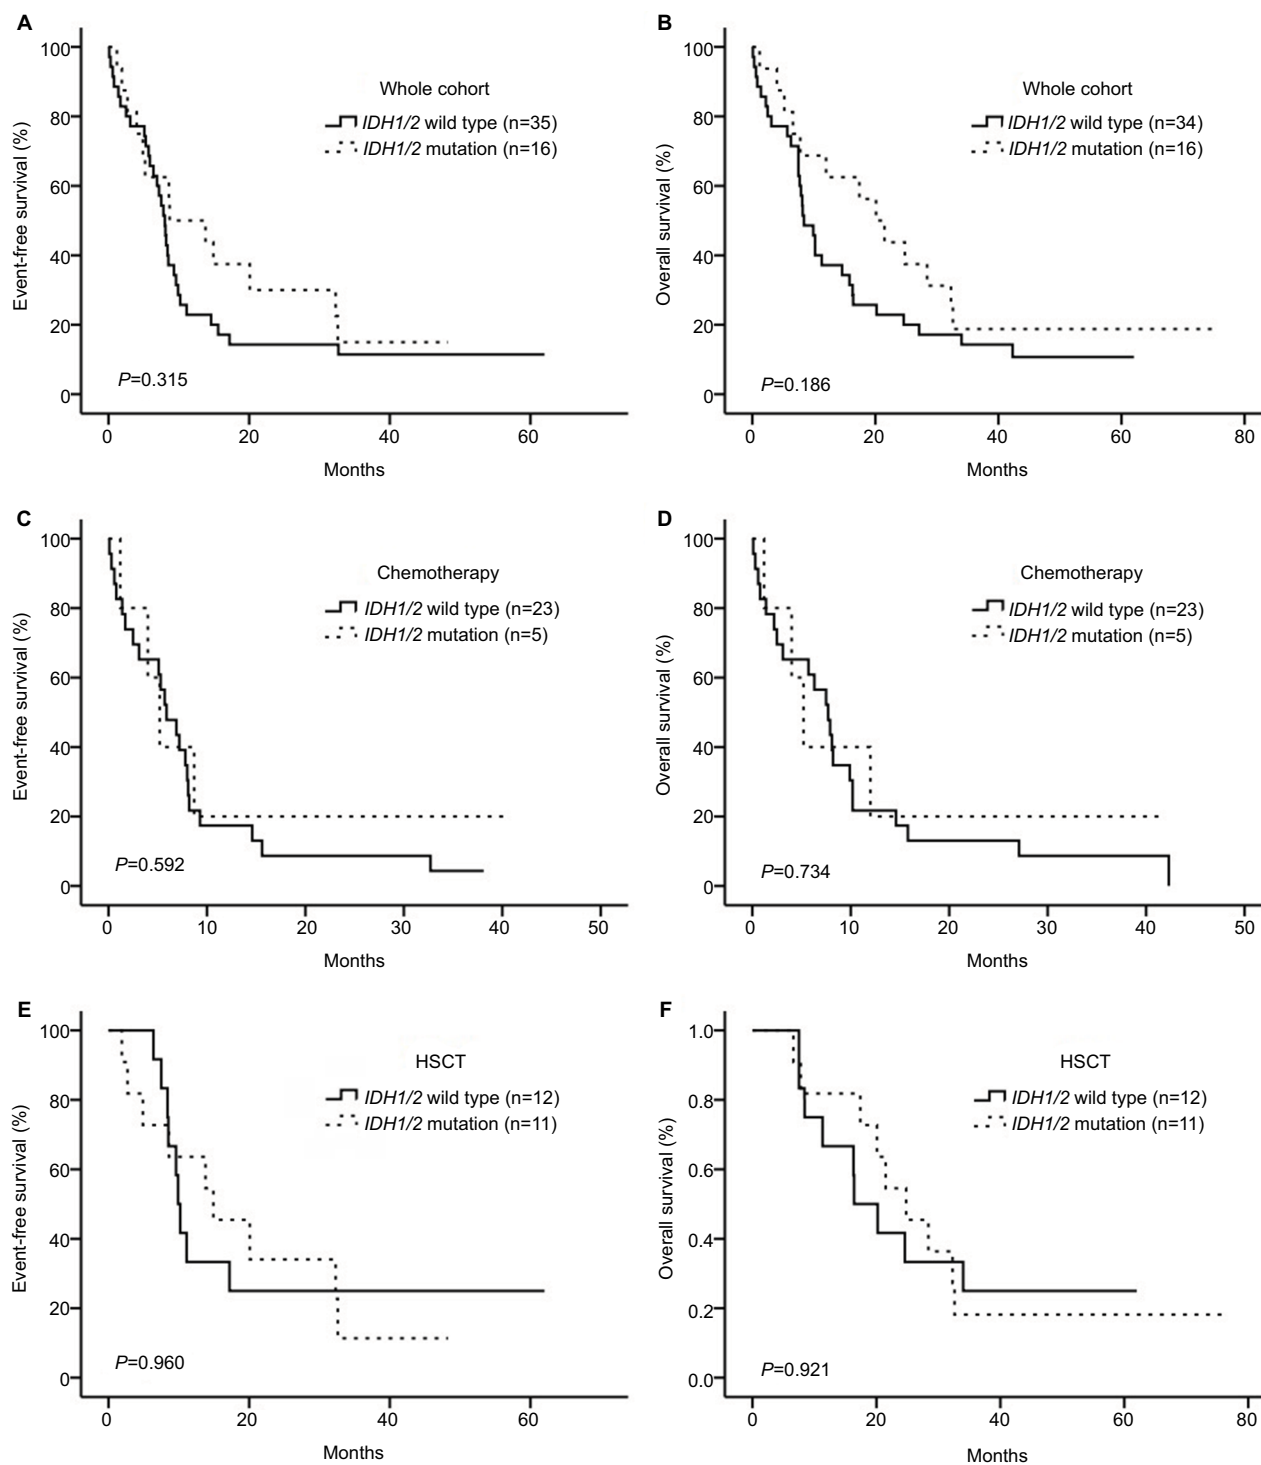 A
Event-free survival (%)
100
80
60
40
20
0
Whole cohort
IDH1/2 wild type (n=35)
IDH1/2 mutation (n=16)
P=0.315
0 20 40 60
Months
B
Overall survival (%)
100
80
60
40
20
0
Whole cohort
IDH1/2 wild type (n=34)
IDH1/2 mutation (n=16)
P=0.186
0 20 40 60 80
Months
C
Event-free survival (%)
100
80
60
40
20
0
Chemotherapy
IDH1/2 wild type (n=23)
IDH1/2 mutation (n=5)
P=0.592
0 10 20 30 40 50
Months
D
Overall survival (%)
100
80
60
40
20
0
Chemotherapy
IDH1/2 wild type (n=23)
IDH1/2 mutation (n=5)
P=0.734
0 10 20 30 40 50
Months
E
Event-free survival (%)
100
80
60
40
20
0
HSCT
IDH1/2 wild type (n=12)
IDH1/2 mutation (n=11)
P=0.960
0 20 40 60
Months
F
Overall survival (%)
1.0
0.8
0.6
0.4
0.2
0.0
HSCT
IDH1/2 wild type (n=12)
IDH1/2 mutation (n=11)
P=0.921
0 20 40 60 80
Months